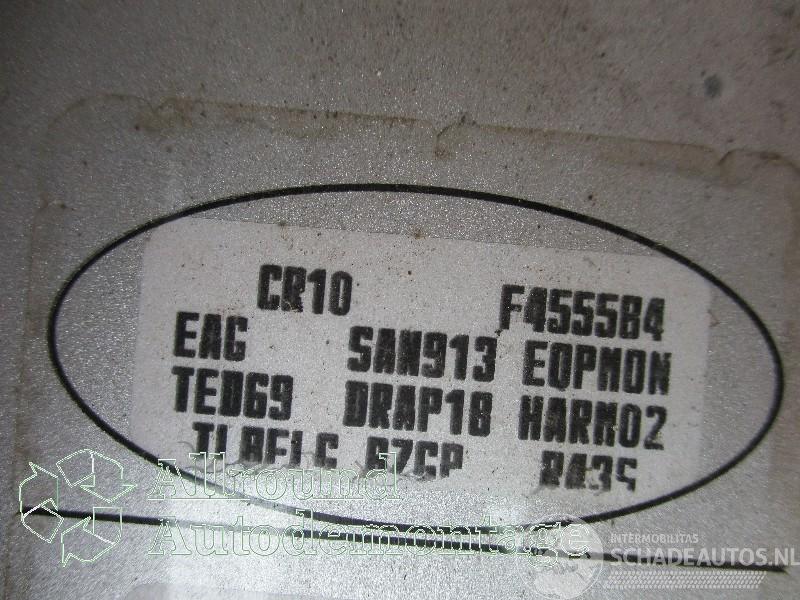 CR10 F455584
EAG SAN913 EQPMON
TED69 DRAP18 HARM02
Allround
Autodemontage
INTERMOBILITAS
SCHADEAUTOS.NL